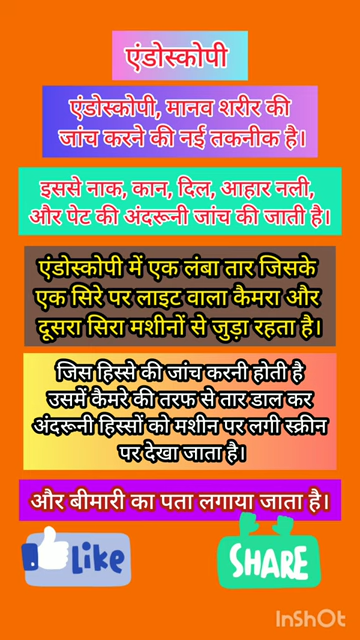 एंडोस्कोपी
एंडोस्कोपी, मानव शरीर की
जांच करने की नई तकनीक है।
इससे नाक, कान, दिल, आहार नली,
और पेट की अंदरूनी जांच की जाती है।
एंडोस्कोपी में एक लंबा तार जिसके
एक सिरे पर लाइट वाला कैमरा और
दूसरा सिरा मशीनों से जुड़ा रहता है।
जिस हिस्से की जांच करनी होती है
उसमें कैमरे की तरफ से तार डाल कर
अंदरूनी हिस्सों को मशीन पर लगी स्क्रीन
पर देखा जाता है।
और बीमारी का पता लगाया जाता है।
Like
SHARE
InShOt